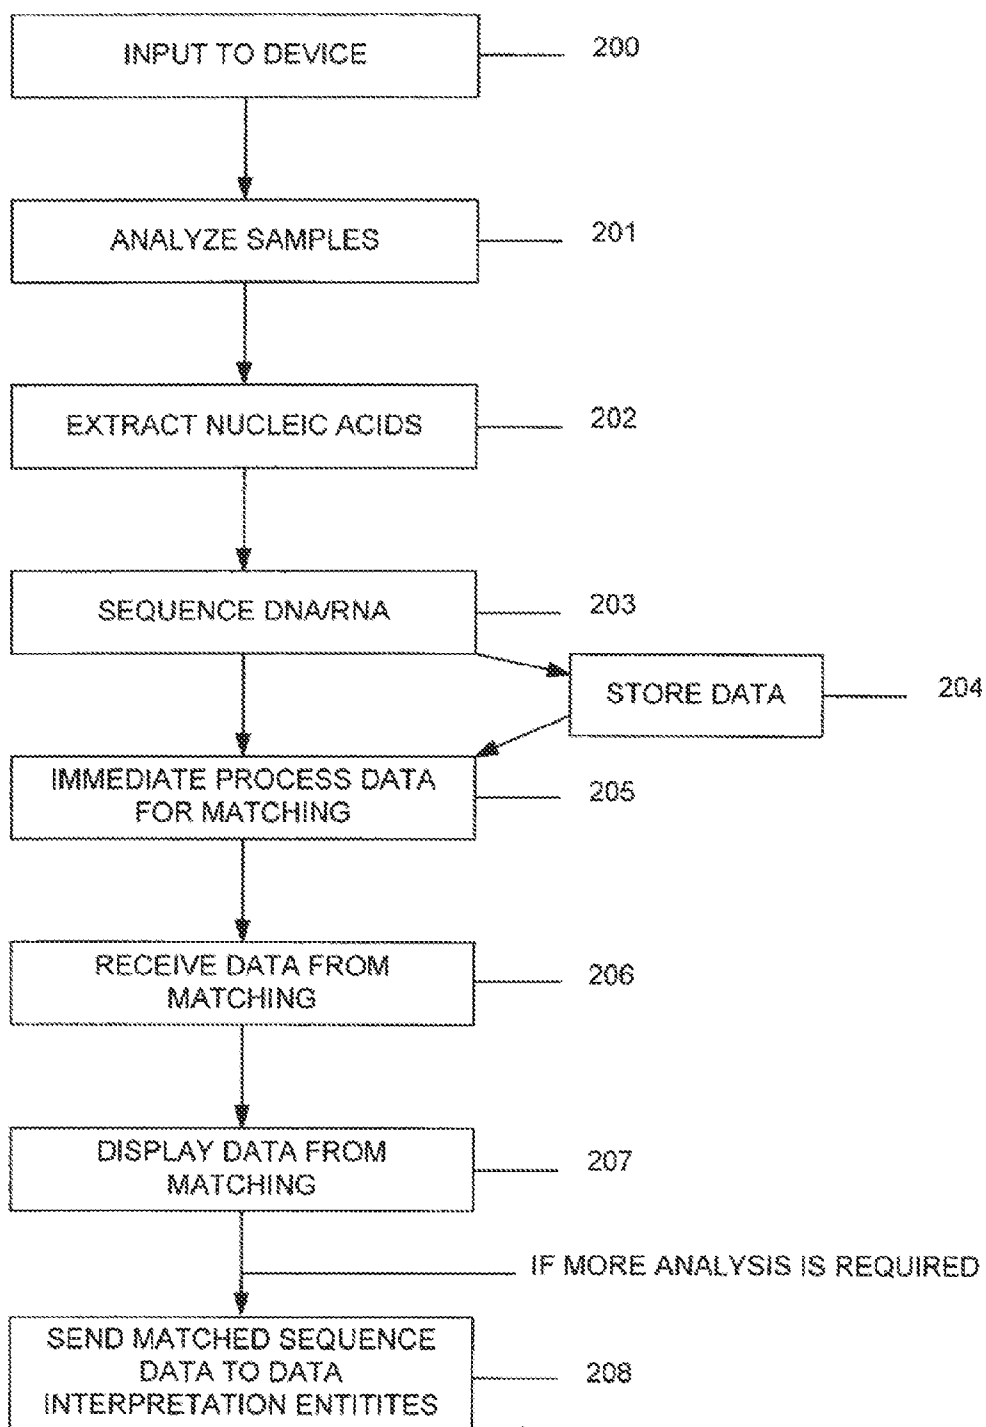 INPUT TO DEVICE
200
ANALYZE SAMPLES
201
EXTRACT NUCLEIC ACIDS
202
SEQUENCE DNA/RNA
203
STORE DATA
204
IMMEDIATE PROCESS DATA
FOR MATCHING
205
RECEIVE DATA FROM
MATCHING
206
DISPLAY DATA FROM
MATCHING
207
IF MORE ANALYSIS IS REQUIRED
SEND MATCHED SEQUENCE
DATA TO DATA
INTERPRETATION ENTITITES
208